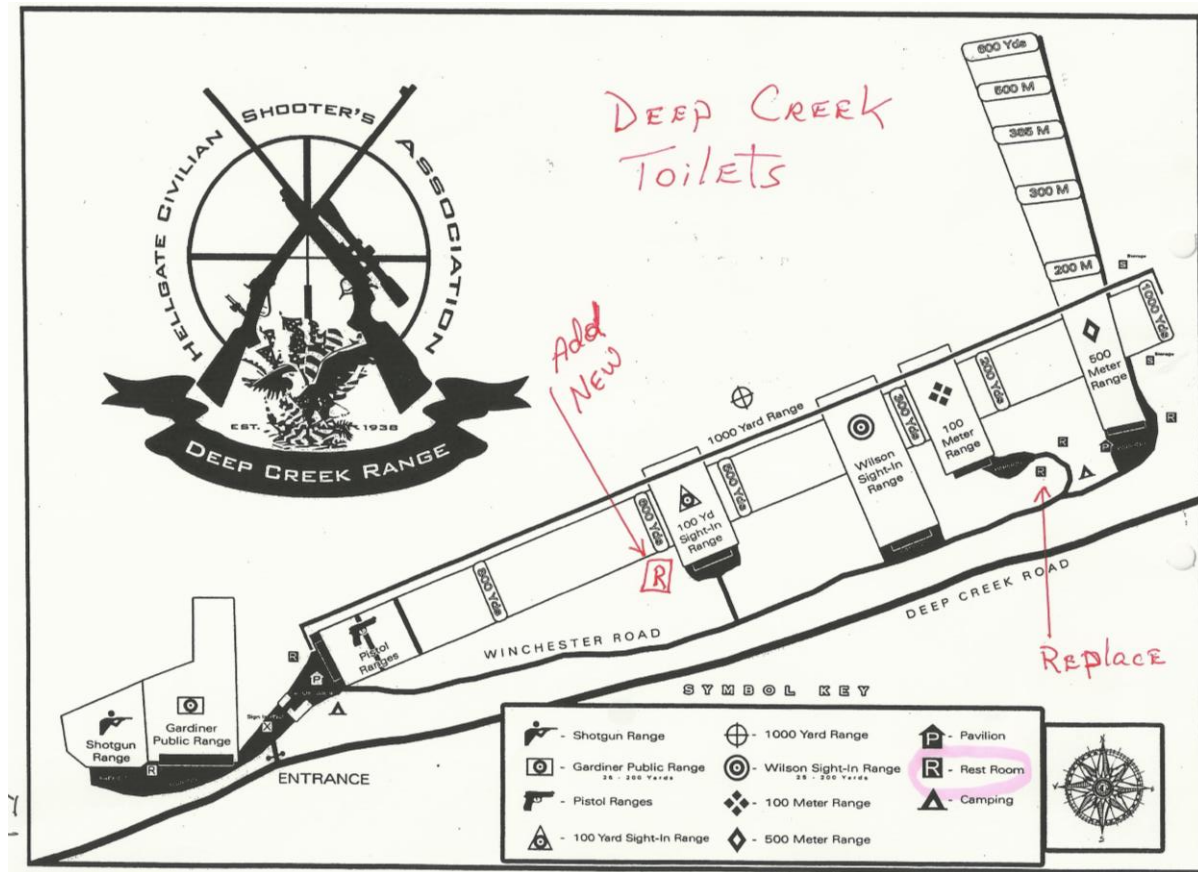 HELLGATE CIVILIAN SHOOTER'S ASSOCIATION
EST. 1938
DEEP CREEK RANGE
DEEP CREEK
TOILETS
600 Yds
500 M
385 M
300 M
200 M
Storage
S
1000 Yds
Storage
S
500
Meter
Range
R
P
R
R
200 Yds
100
Meter
Range
300 Yds
Wilson
Sight-In
Range
1000 Yard Range
Add
NEW
500 Yds
600 Yds
100 Yd
Sight-In
Range
R
800 Yds
Pistol
Ranges
R
P
WINCHESTER ROAD
DEEP CREEK ROAD
Replace
Gardiner
Public Range
Shotgun
Range
R
X
ENTRANCE
SYMBOL KEY
- Shotgun Range
- Gardiner Public Range
25 - 200 Yards
- Pistol Ranges
- 100 Yard Sight-In Range
- 1000 Yard Range
- Wilson Sight-In Range
25 - 200 Yards
- 100 Meter Range
- 500 Meter Range
P - Pavilion
R - Rest Room
- Camping